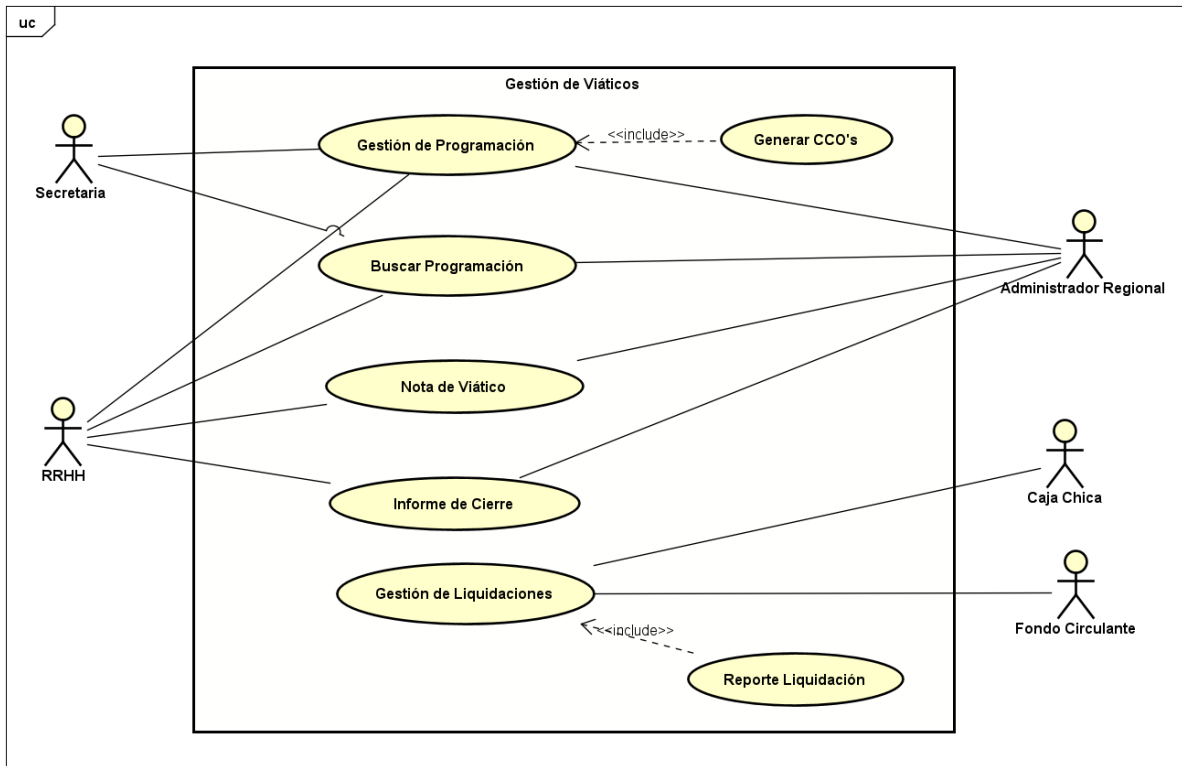 uc
Gestión de Viáticos
Gestión de Programación
<<include>>
Generar CCO's
Secretaria
Buscar Programación
Administrador Regional
Nota de Viático
RRHH
Informe de Cierre
Caja Chica
Gestión de Liquidaciones
Fondo Circulante
<<include>>
Reporte Liquidación